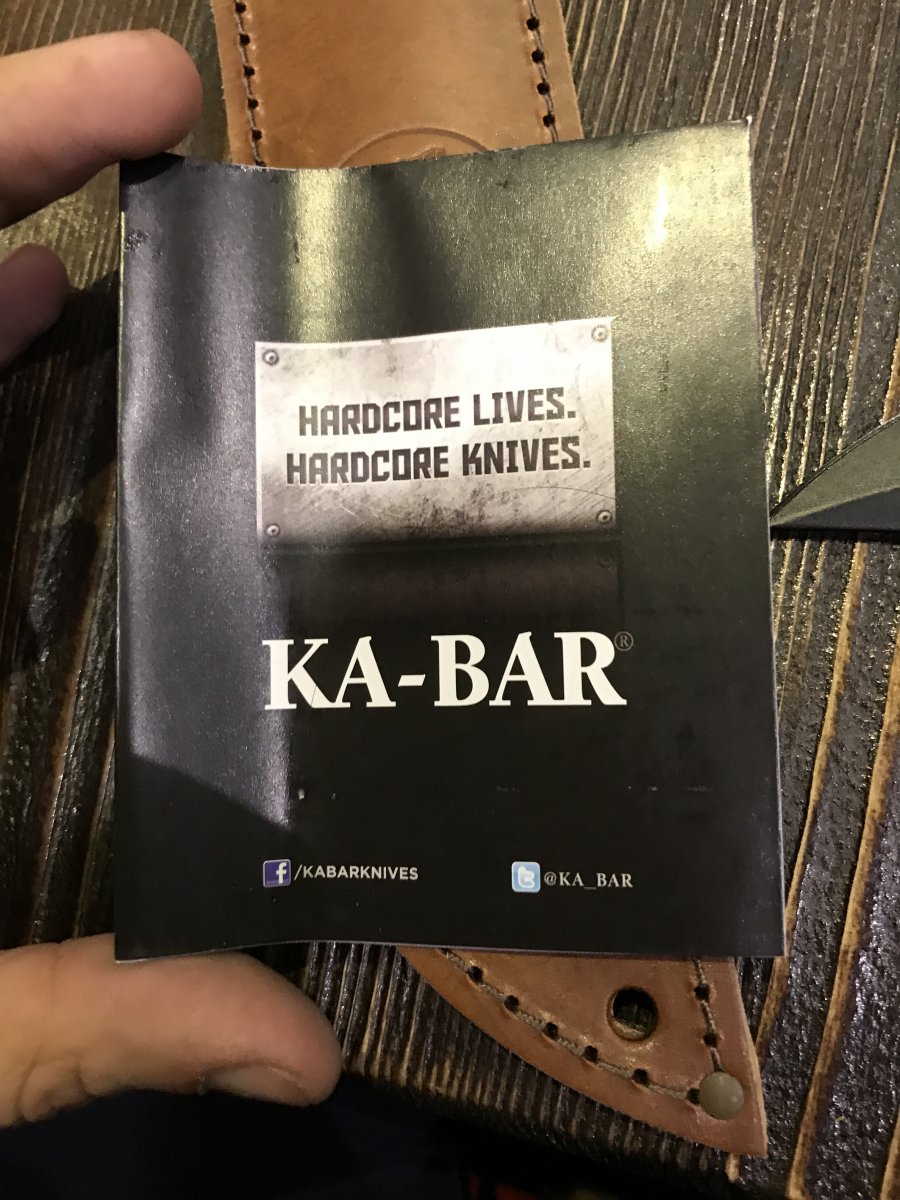 HARDCORE LIVES.
HARDCORE KNIVES.
KA-BAR®
f/KABARKNIVES
@KA_BAR